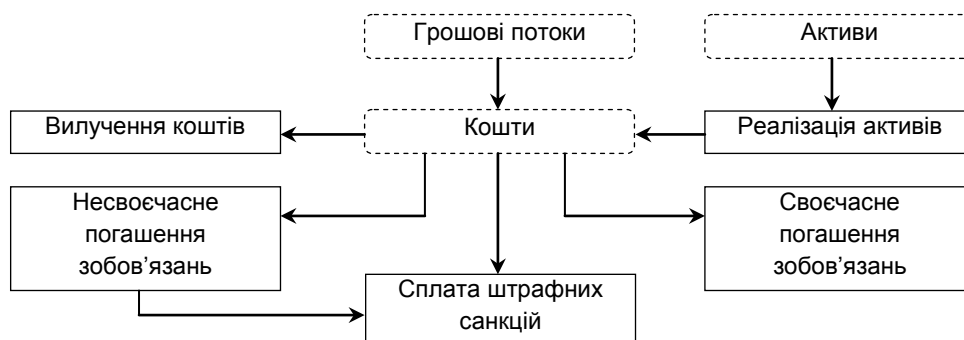 Грошові потоки
Активи
Вилучення коштів
Кошти
Реалізація активів
Несвоєчасне
погашення
зобов’язань
Своєчасне
погашення
зобов’язань
Сплата штрафних
санкцій